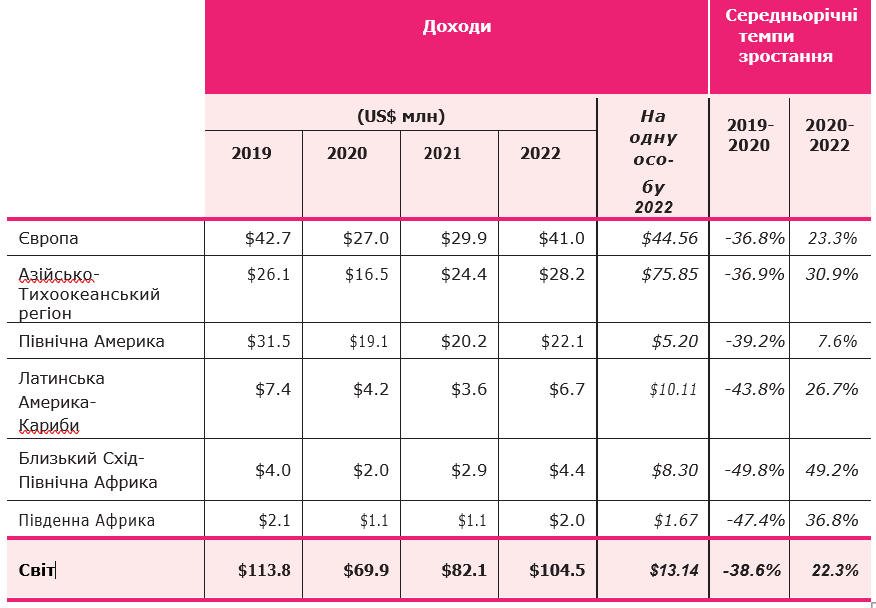 Доходи
Середньорічні
темпи
зростання
(US$ млн)
На
одну
осо-
бу
2022
2019-
2020
2020-
2022
2019 2020 2021 2022
Європа $42.7 $27.0 $29.9 $41.0 $44.56 -36.8% 23.3%
Азійсько- $26.1 $16.5 $24.4 $28.2 $75.85 -36.9% 30.9%
Тихоокеанський
регіон
Північна Америка $31.5 $19.1 $20.2 $22.1 $5.20 -39.2% 7.6%
Латинська
Америка- $7.4 $4.2 $3.6 $6.7 $10.11 -43.8% 26.7%
Кариби
Близький Схід-
Північна Африка $4.0 $2.0 $2.9 $4.4 $8.30 -49.8% 49.2%
Південна Африка $2.1 $1.1 $1.1 $2.0 $1.67 -47.4% 36.8%
Світ $113.8 $69.9 $82.1 $104.5 $13.14 -38.6% 22.3%